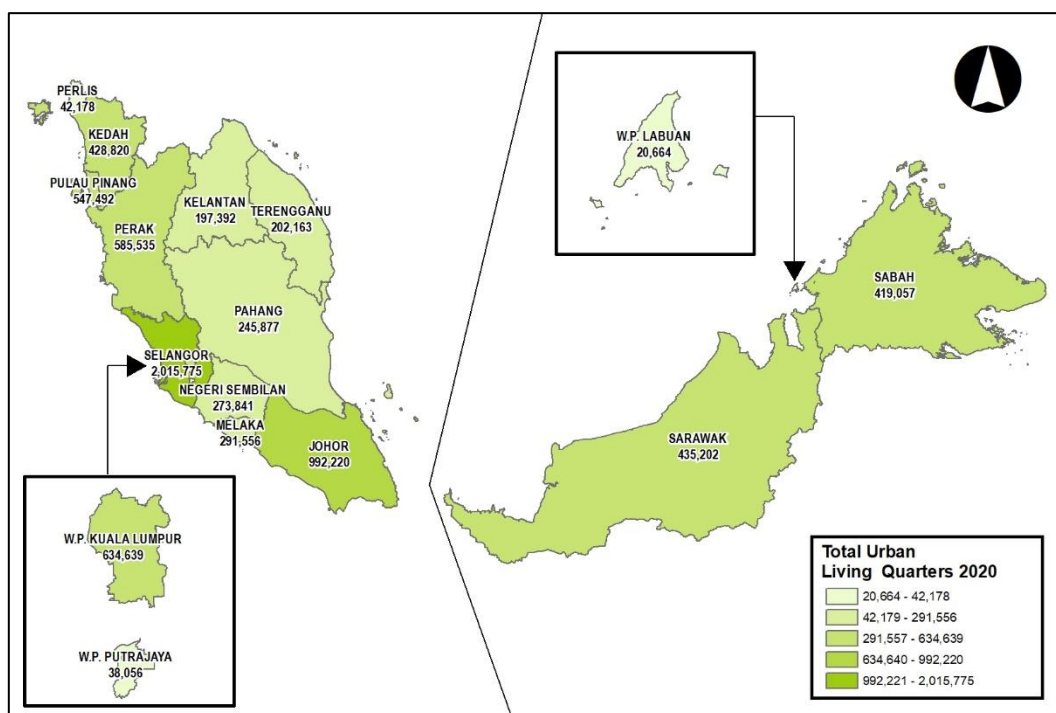 PERLIS
42,178
KEDAH
428,820
PULAU PINANG
547,492
PERAK
585,535
KELANTAN
197,392
TERENGGANU
202,163
PAHANG
245,877
SELANGOR
2,015,775
NEGERI SEMBILAN
273,841
MELAKA
291,556
JOHOR
992,220
W.P. KUALA LUMPUR
634,639
W.P. PUTRAJAYA
38,056
W.P. LABUAN
20,664
SABAH
419,057
SARAWAK
435,202
Total Urban
Living Quarters 2020
20,664 - 42,178
42,179 - 291,556
291,557 - 634,639
634,640 - 992,220
992,221 - 2,015,775